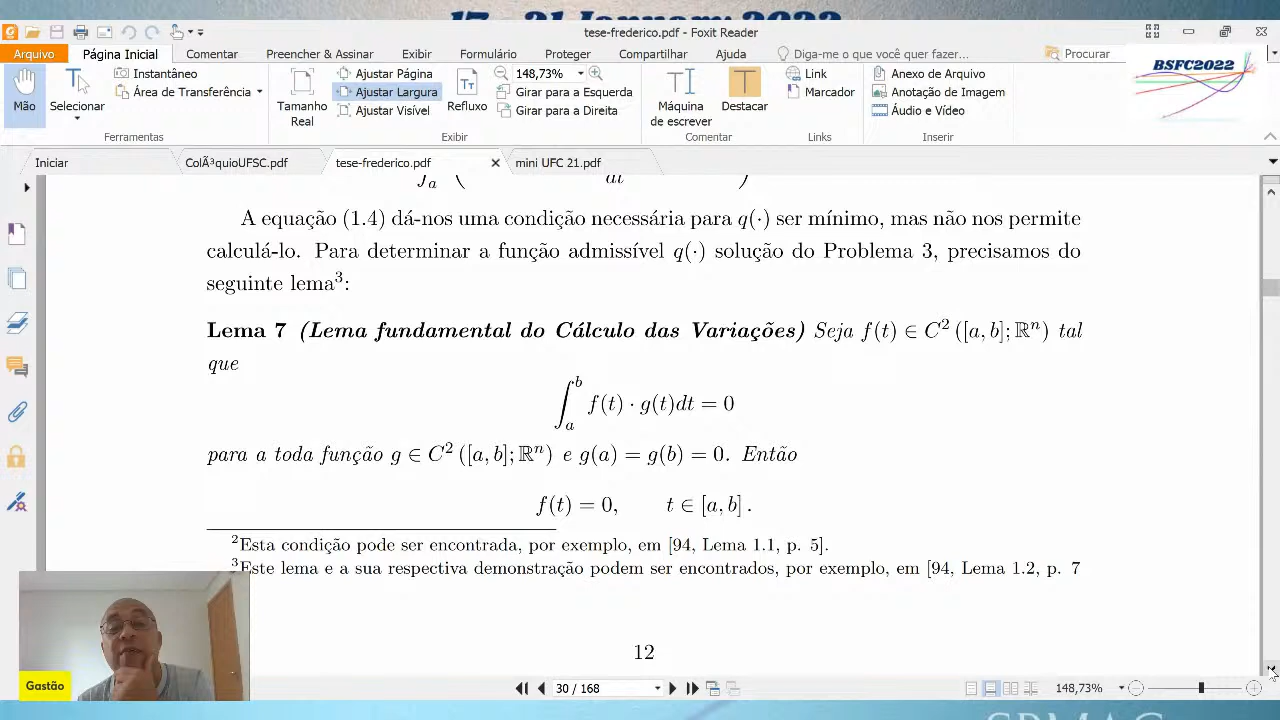 17 - 21 January 2022
tese-frederico.pdf - Foxit Reader
Arquivo Página Inicial Comentar Preencher & Assinar Exibir Formulário Proteger Compartilhar Ajuda Diga-me o que você quer fazer... Procurar
BSFC2022
Mão
Selecionar
Instantâneo
Área de Transferência
Ferramentas
Tamanho Real
Ajustar Página
Ajustar Largura
Ajustar Visível
Refluxo
148,73%
Girar para a Esquerda
Girar para a Direita
Exibir
Máquina de escrever
Destacar
Comentar
Link
Marcador
Links
Anexo de Arquivo
Anotação de Imagem
Áudio e Vídeo
Inserir
Iniciar ColÃ³quioUFSC.pdf tese-frederico.pdf mini UFC 21.pdf
A equação (1.4) dá-nos uma condição necessária para q(·) ser mínimo, mas não nos permite
calculá-lo. Para determinar a função admissível q(·) solução do Problema 3, precisamos do
seguinte lema³:
Lema 7 (Lema fundamental do Cálculo das Variações) Seja f(t) ∈ C² ([a, b]; ℝⁿ) tal
que
∫ₐᵇ f(t) · g(t)dt = 0
para a toda função g ∈ C² ([a, b]; ℝⁿ) e g(a) = g(b) = 0. Então
f(t) = 0, t ∈ [a, b] .
²Esta condição pode ser encontrada, por exemplo, em [94, Lema 1.1, p. 5].
³Este lema e a sua respectiva demonstração podem ser encontrados, por exemplo, em [94, Lema 1.2, p. 7
12
Gastão
30 / 168
148,73%